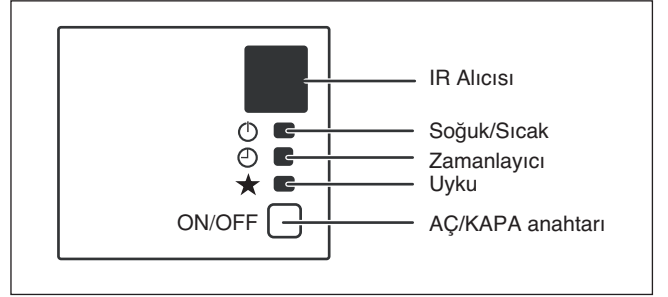 IR Alıcısı
Soğuk/Sıcak
Zamanlayıcı
Uyku
ON/OFF AÇ/KAPA anahtarı